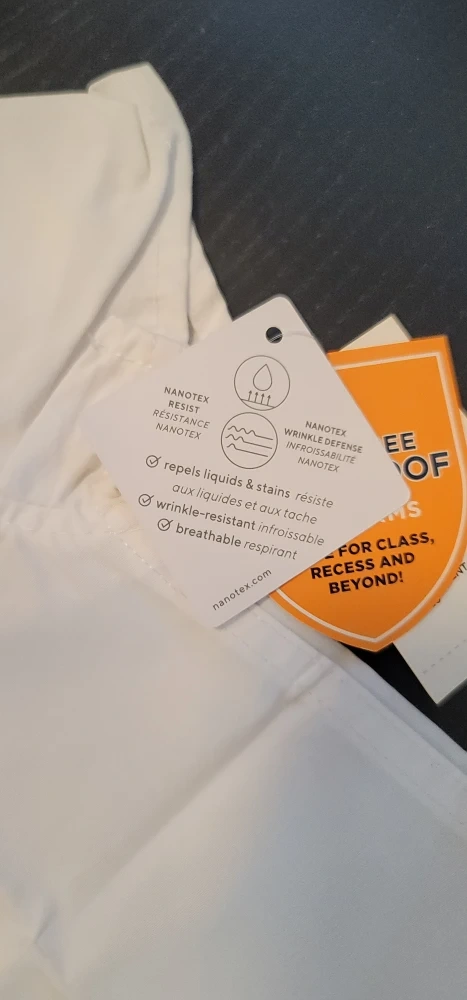 NANOTEX
RESIST
RÉSISTANCE
NANOTEX
NANOTEX
WRINKLE DEFENSE
INFROISSABILITÉ
NANOTEX
repels liquids & stains résiste
aux liquides et aux tache
wrinkle-resistant infroissable
breathable respirant
nanotex.com
EE
OF
MS
E FOR CLASS,
RECESS AND
BEYOND!